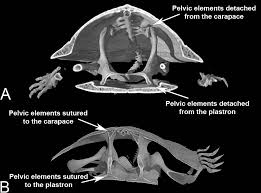 Pelvic elements detached
from the carapace
A
Pelvic elements detached
from the plastron
Pelvic elements sutured
to the carapace
Pelvic elements sutured
to the plastron
B